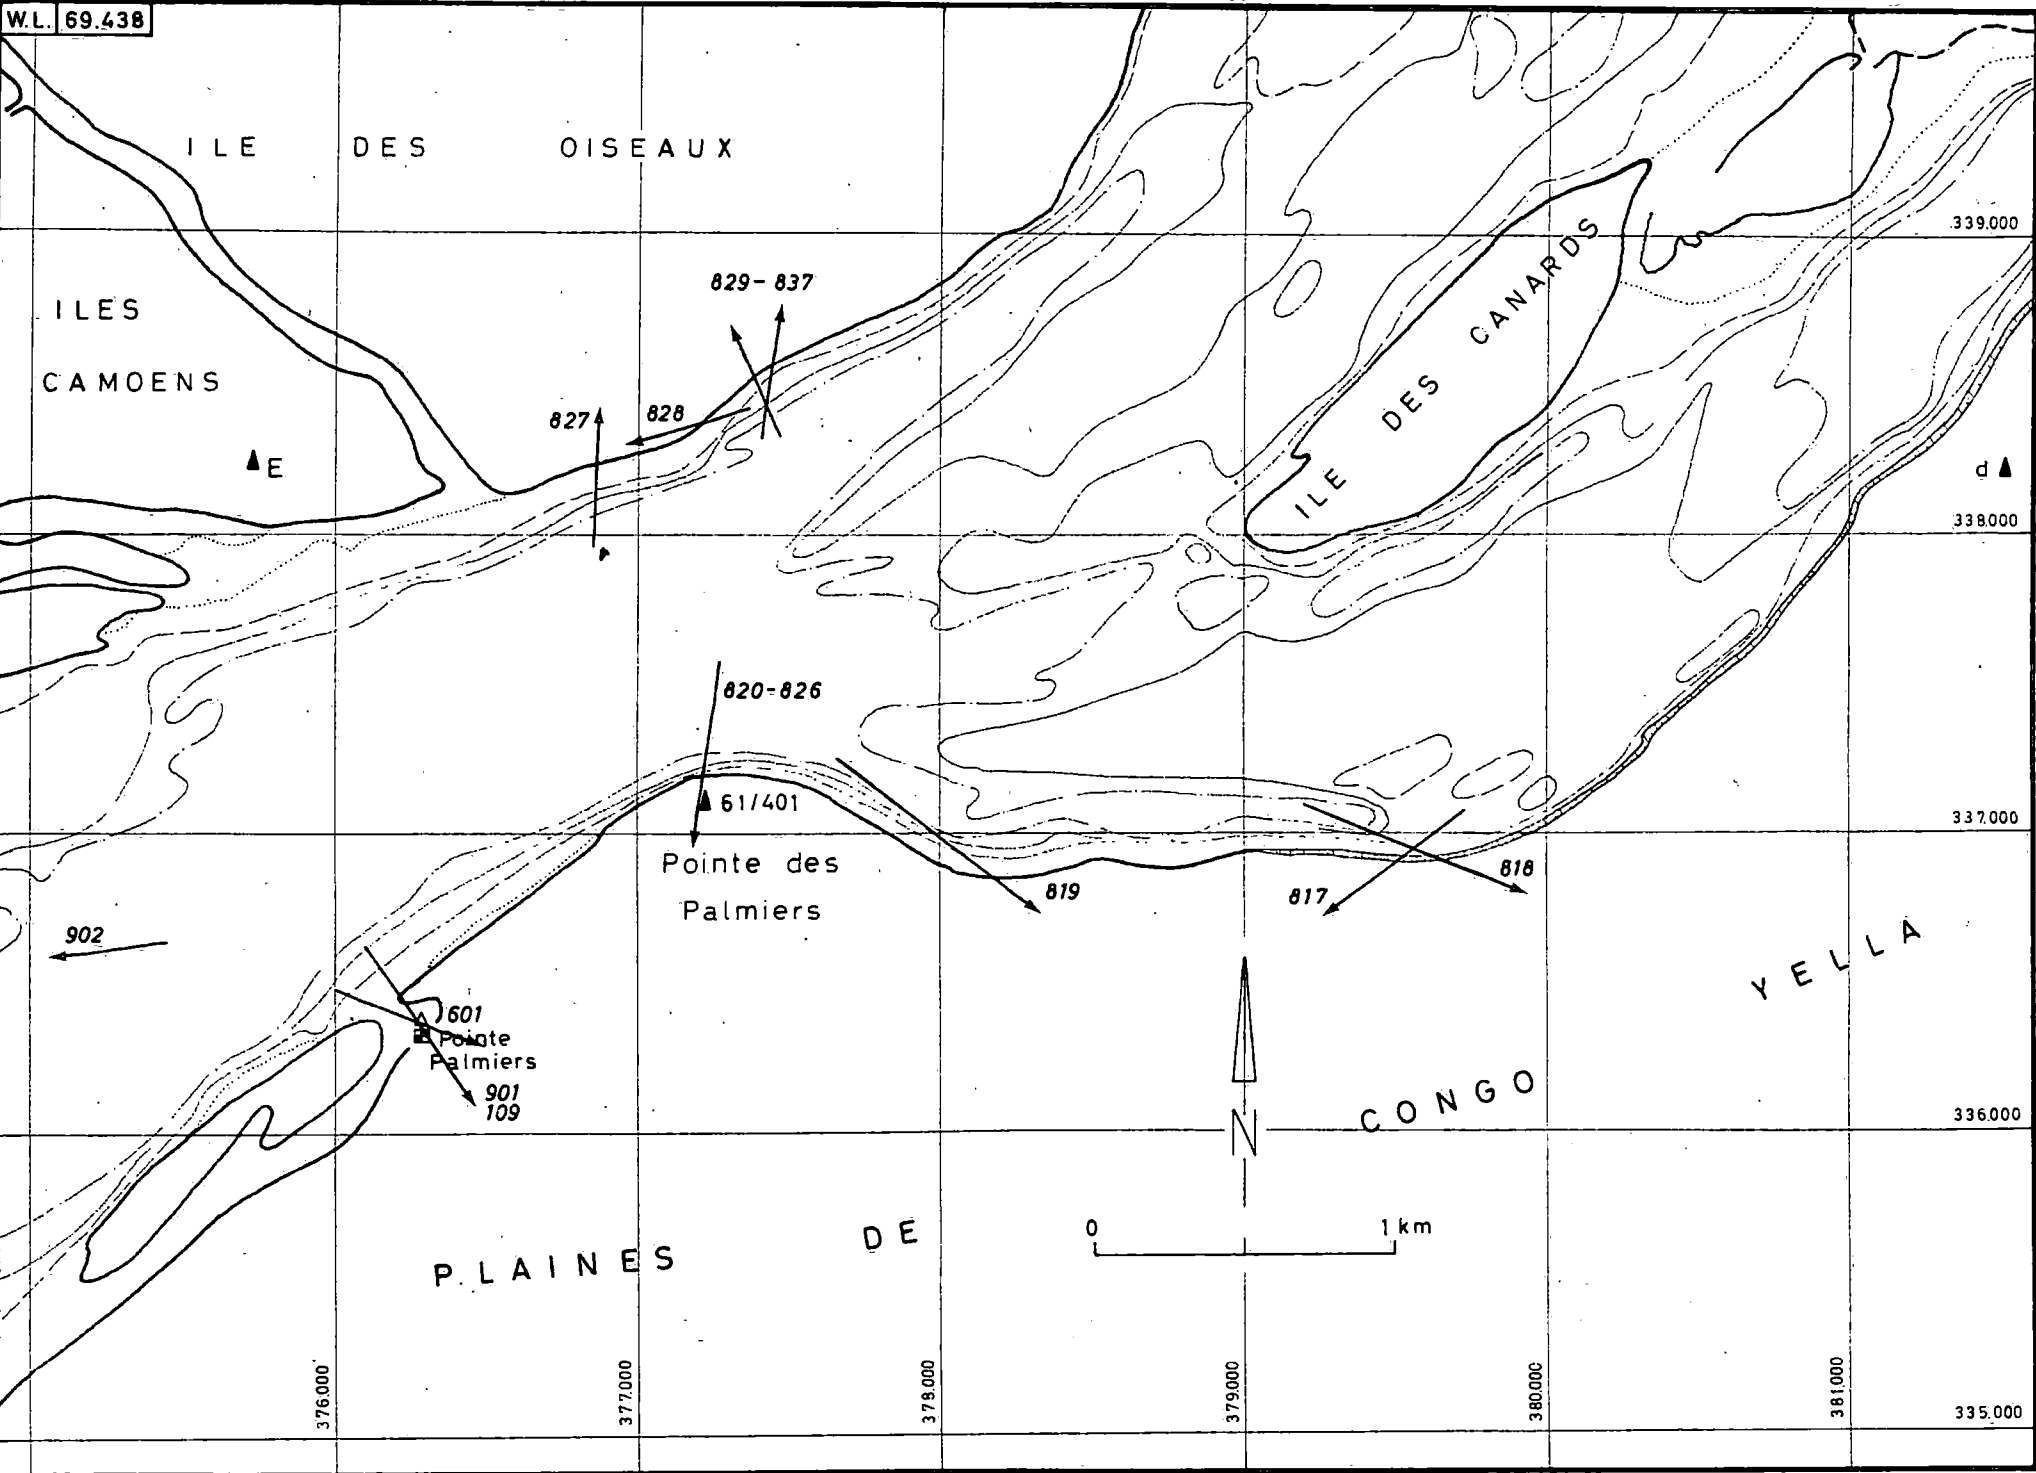 W.L. 69.438
ILE DES OISEAUX
339.000
ILES
CAMOENS
829-837
827
828
E
ILE DES CANARDS
d
338.000
820-826
61/401
337.000
Pointe des
Palmiers
819
817
818
902
601
Pointe
Palmiers
901
109
YELLA
CONGO
336.000
N
0 1 km
DE
PLAINES
376.000
377.000
378.000
379.000
380.000
381.000
335.000